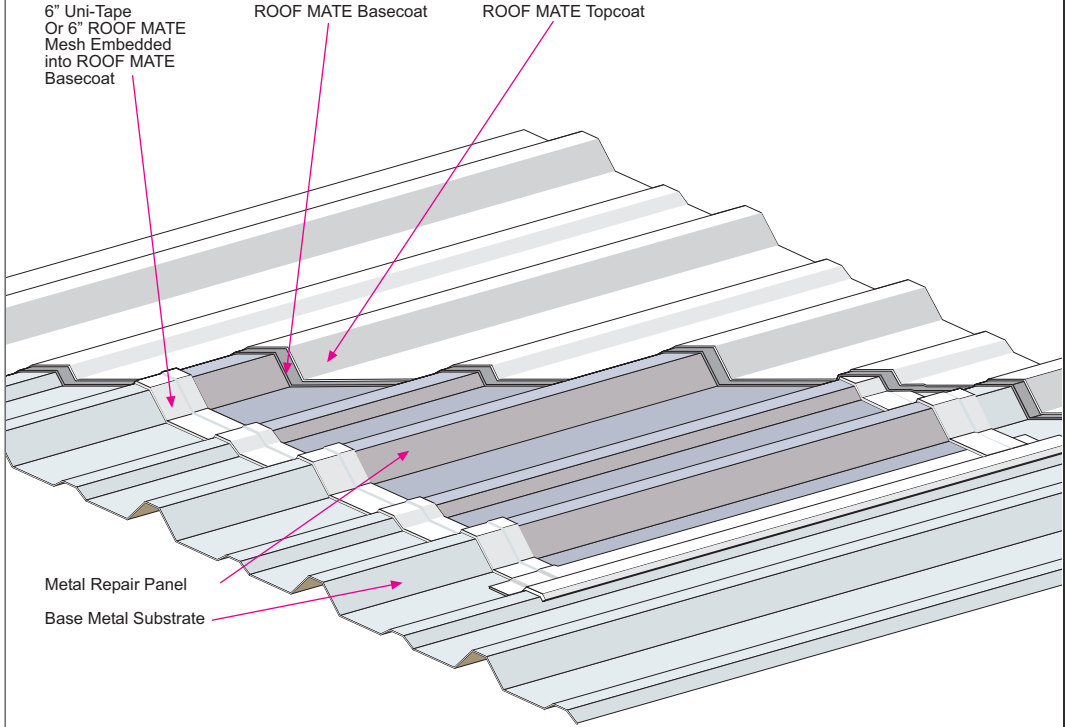 6” Uni-Tape
Or 6” ROOF MATE
Mesh Embedded
into ROOF MATE
Basecoat
ROOF MATE Basecoat
ROOF MATE Topcoat
Metal Repair Panel
Base Metal Substrate